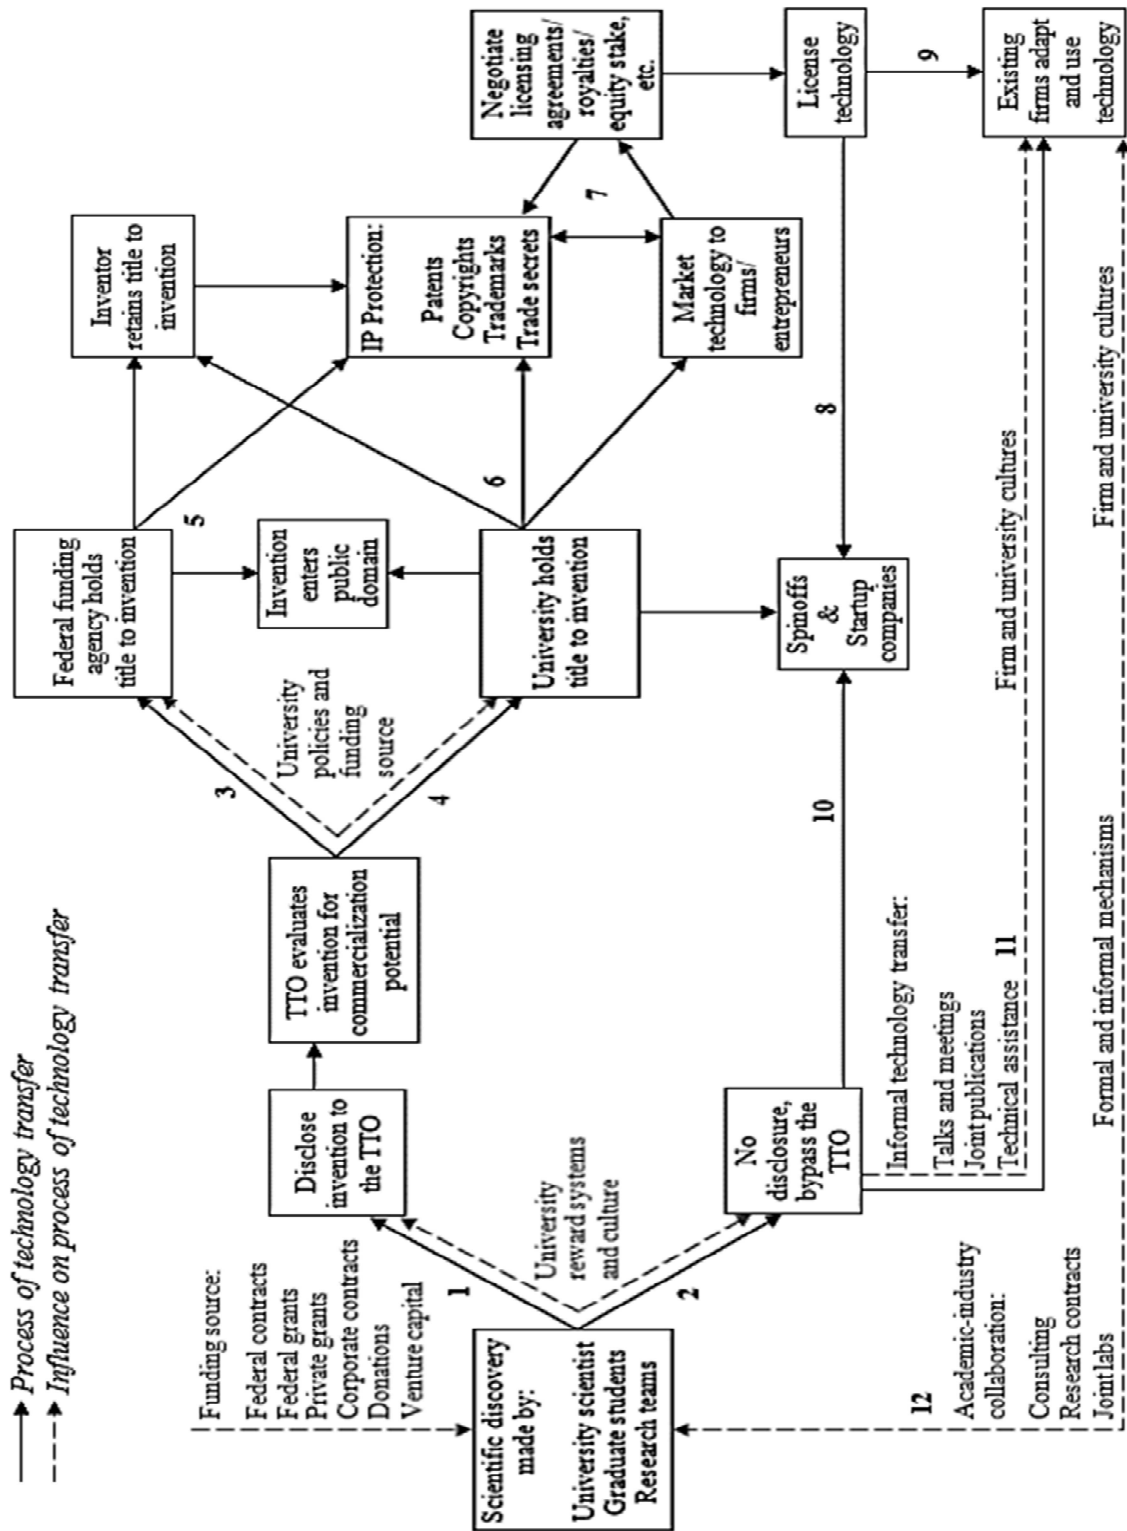 Process of technology transfer
Influence on process of technology transfer
Funding source:
Federal contracts
Federal grants
Private grants
Corporate contracts
Donations
Venture capital
Scientific discovery
made by:
University scientist
Graduate students
Research teams
1
2
University
reward systems
and culture
Disclose
invention to
the TTO
No
disclosure,
bypass the
TTO
TTO evaluates
invention for
commercialization
potential
3
4
University
policies and
funding
source
Federal funding
agency holds
title to invention
5
Invention
enters
public
domain
University holds
title to invention
6
Inventor
retains title to
invention
IP Protection:
Patents
Copyrights
Trademarks
Trade secrets
7
Market
technology to
firms/
entrepreneurs
Negotiate
licensing
agreements/
royalties/
equity stake,
etc.
License
technology
8
9
Spinoffs
&
Startup
companies
10
Existing
firms adapt
and use
technology
Informal technology transfer:
Talks and meetings
Joint publications
Technical assistance
11
Firm and university cultures
12
Academic-industry
collaboration:
Consulting
Research contracts
Joint labs
Formal and informal mechanisms
Firm and university cultures